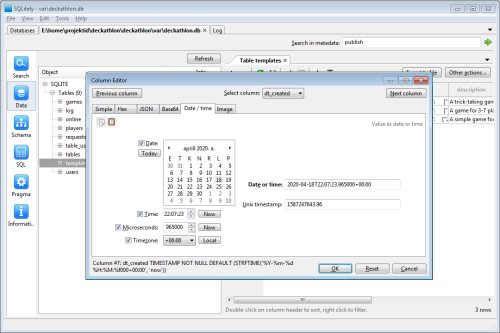 SQLitely - var\deckathlon.db
File View Edit Tools Help
Databases E:\home\projektid\deckathlon\deckathlon\var\deckathlon.db Log
Search in metadata: publish
Search
Data
Schema
SQL
Pragma
Informati...
Refresh
Object
SQLITE
Tables (9)
games
log
online
players
requests
table_us
tables
templates
users
Table templates
Other actions ..
description
A trick-taking gam
A game for 3-7 pl
A simple game fo
Column Editor
Previous column
Select column: dt_created
Next column
Simple Hex JSON Base64 Date / time Image
Value as date or time
Date:
Today
aprill 2020. a.
E T K N R L P
30 31 1 2 3 4 5
6 7 8 9 10 11 12
13 14 15 16 17 18 19
20 21 22 23 24 25 26
27 28 29 30 1 2 3
4 5 6 7 8 9 10
Date or time: 2020-04-18T22:07:23.965000+00:00
Unix timestamp: 1587247643.96
Time: 22:07:23 Now
Microseconds: 965000 Now
Timezone: +00:00 Local
Column #7: dt_created TIMESTAMP NOT NULL DEFAULT (STRFTIME('%Y-%m-%d
%H:%M:%f000+00:00', 'now'))
OK Reset Cancel
Double-click on column header to sort, right click to filter.
3 rows